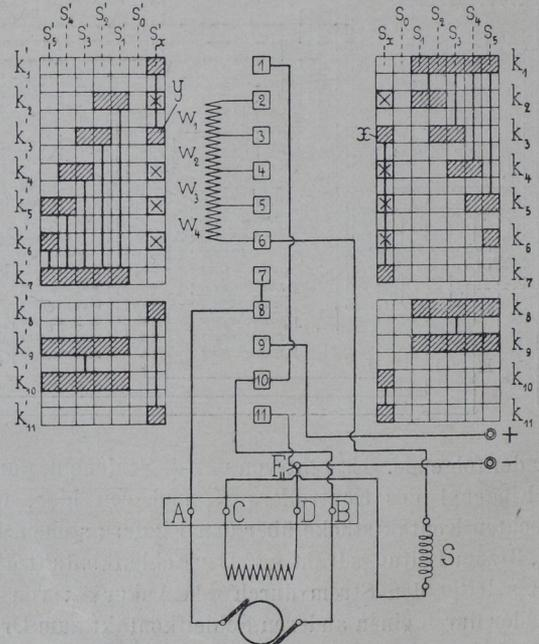 S'₄ S'₂ S'₀
S'₅ S'₃ S'₁ S'ₓ
S₀ S₂ S₄
Sₓ S₁ S₃ S₅
k'₁ 1 k₁
k'₂ y 2 k₂
k'₃ W₁ 3 x k₃
k'₄ W₂ 4 k₄
k'₅ W₃ 5 k₅
k'₆ W₄ 6 k₆
k'₇ 7 k₇
k'₈ 8 k₈
k'₉ 9 k₉
k'₁₀ 10 k₁₀
k'₁₁ 11 k₁₁
+
−
A C D B
S